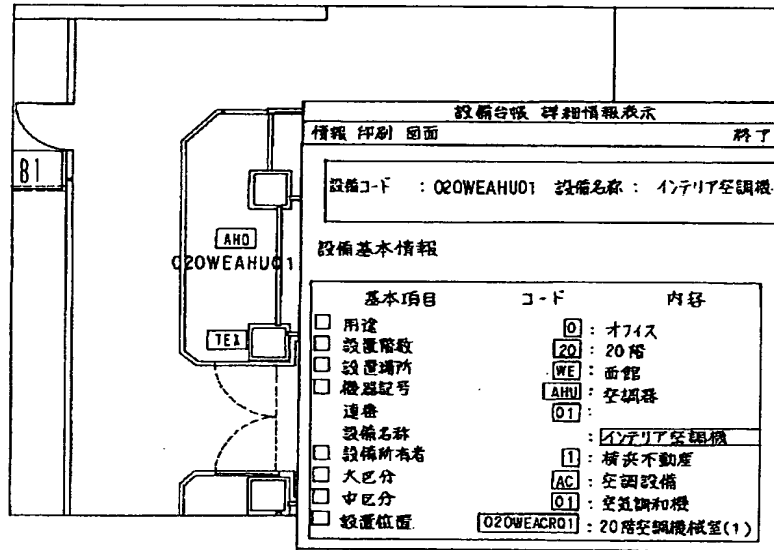 設備台帳 詳細情報表示
情報 印刷 図面 終了
設備コード : 020WEAHU01 設備名称 : インテリア空調機
B1
AHU
020WEAHU01
TEX
設備基本情報
基本項目 コード 内容
用途 0 : オフィス
設置階数 20 : 20階
設置場所 WE : 西館
機器記号 AHU : 空調器
連番 01 :
設備名称 : インテリア空調機
設備所有者 1 : 横浜不動産
大区分 AC : 空調設備
中区分 01 : 空気調和機
設置位置 020WEACR01 : 20階空調機械室(1)